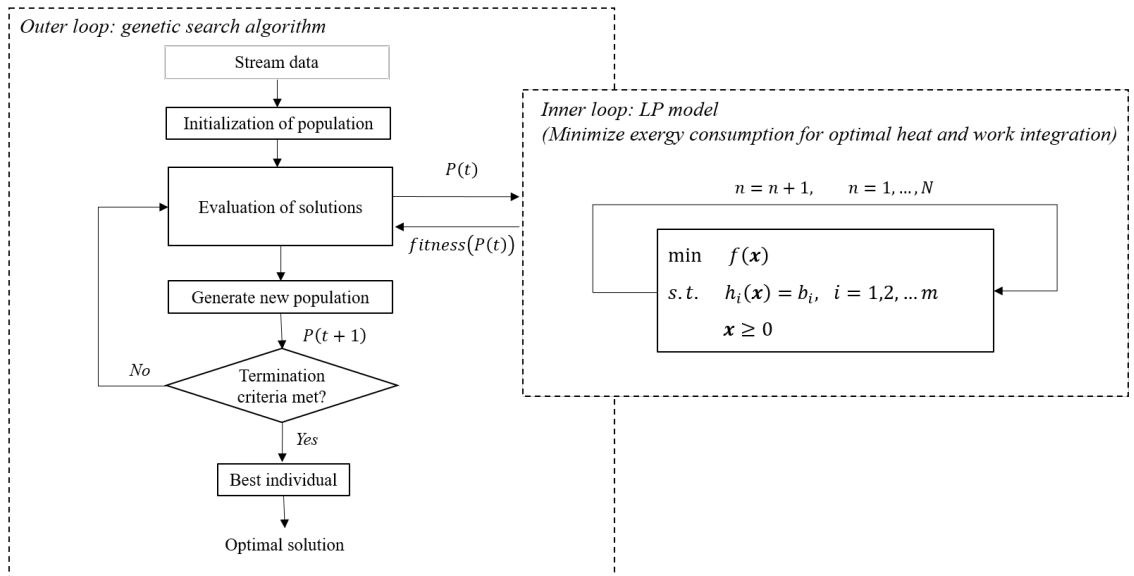 Outer loop: genetic search algorithm
Stream data
Initialization of population
Evaluation of solutions
P(t)
fitness(P(t))
Generate new population
P(t + 1)
No
Termination
criteria met?
Yes
Best individual
Optimal solution
Inner loop: LP model
(Minimize exergy consumption for optimal heat and work integration)
n = n + 1, n = 1, ..., N
min f(x)
s.t. hᵢ(x) = bᵢ, i = 1,2, ... m
x ≥ 0